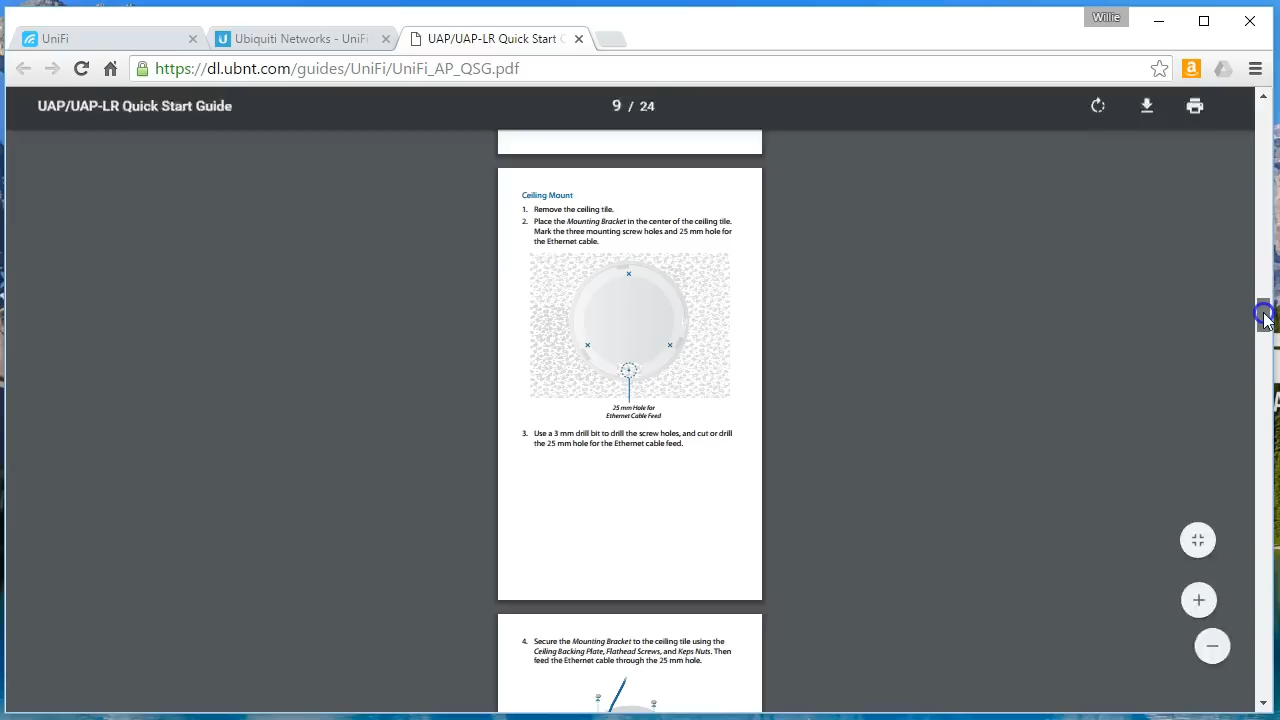 Willie
UniFi
Ubiquiti Networks - UniFi
UAP/UAP-LR Quick Start
https://dl.ubnt.com/guides/UniFi/UniFi_AP_QSG.pdf
UAP/UAP-LR Quick Start Guide
9 / 24
Ceiling Mount
1. Remove the ceiling tile.
2. Place the Mounting Bracket in the center of the ceiling tile.
Mark the three mounting screw holes and 25 mm hole for
the Ethernet cable.
25 mm Hole for
Ethernet Cable Feed
3. Use a 3 mm drill bit to drill the screw holes, and cut or drill
the 25 mm hole for the Ethernet cable feed.
4. Secure the Mounting Bracket to the ceiling tile using the
Ceiling Backing Plate, Flathead Screws, and Keps Nuts. Then
feed the Ethernet cable through the 25 mm hole.